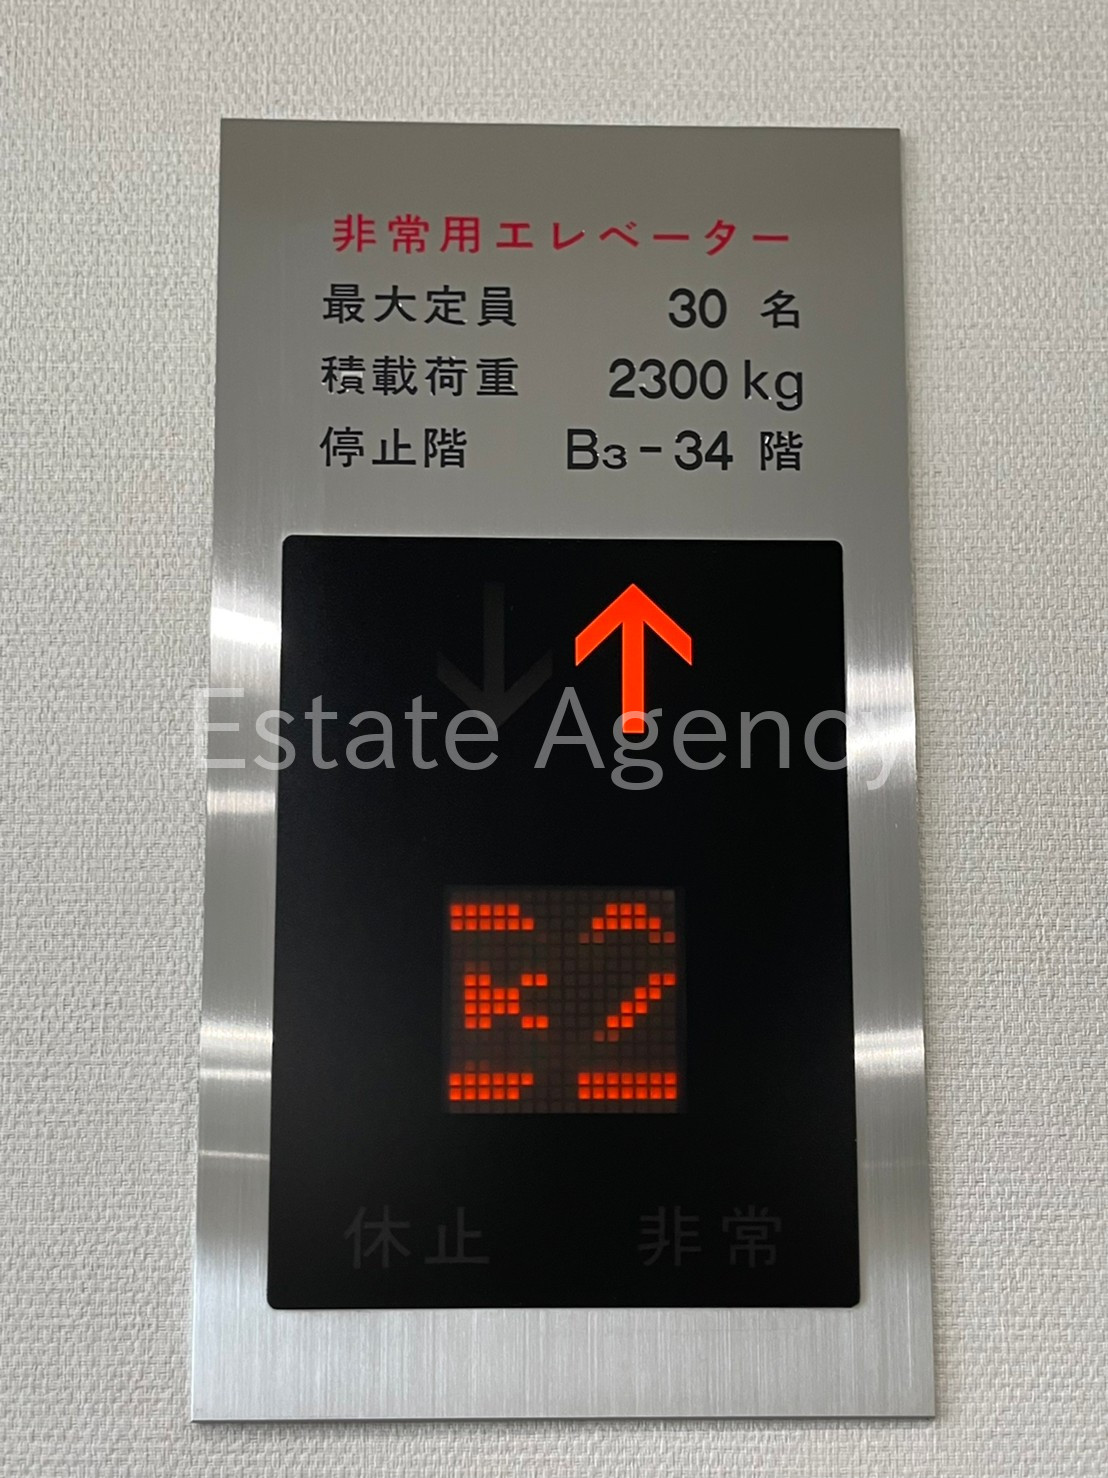 非常用エレベーター
最大定員 30 名
積載荷重 2300 kg
停止階 B3-34 階
Estate Agency
B2
休止 非常